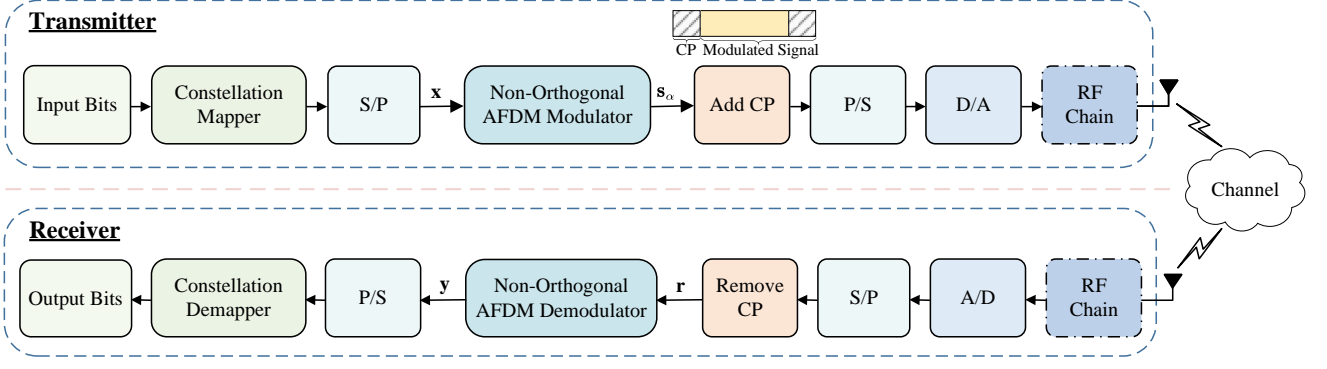 Transmitter
CP Modulated Signal
Input Bits
Constellation
Mapper
S/P
x
Non-Orthogonal
AFDM Modulator
s_α
Add CP
P/S
D/A
RF
Chain
Channel
Receiver
Output Bits
Constellation
Demapper
P/S
y
Non-Orthogonal
AFDM Demodulator
r
Remove
CP
S/P
A/D
RF
Chain